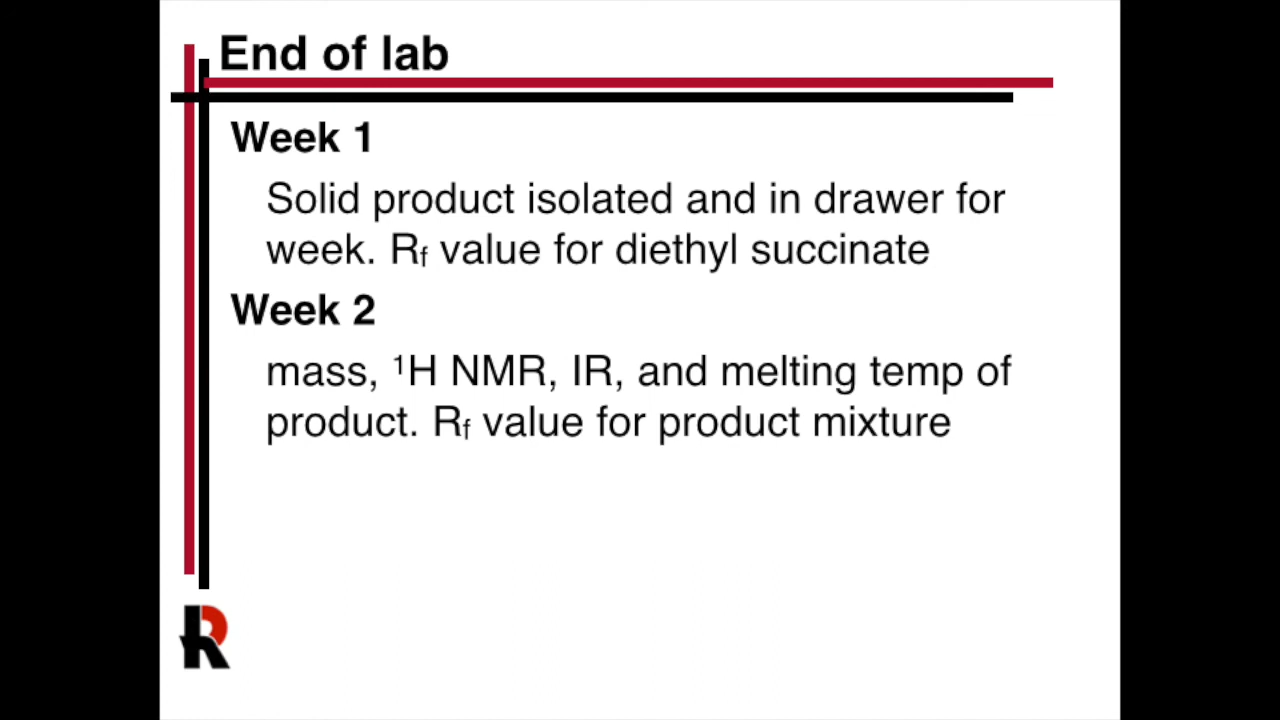 End of lab
Week 1
Solid product isolated and in drawer for
week. Rf value for diethyl succinate
Week 2
mass, ¹H NMR, IR, and melting temp of
product. Rf value for product mixture
R